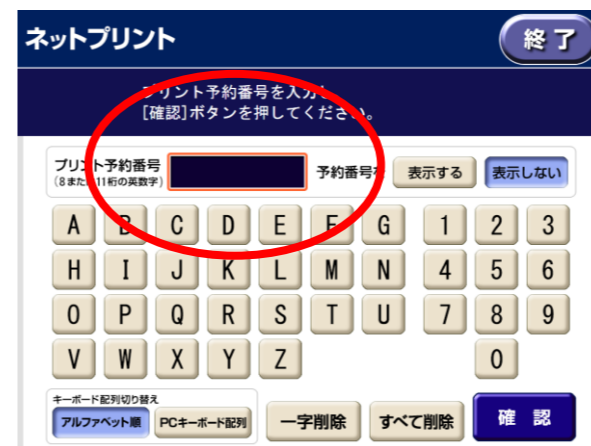 ネットプリント
終了
プリント予約番号を入力し
[確認]ボタンを押してください。
プリント予約番号
(8または11桁の英数字)
予約番号を
表示する
表示しない
A B C D E F G 1 2 3
H I J K L M N 4 5 6
O P Q R S T U 7 8 9
V W X Y Z 0
キーボード配列切り替え
アルファベット順
PCキーボード配列
一字削除
すべて削除
確認